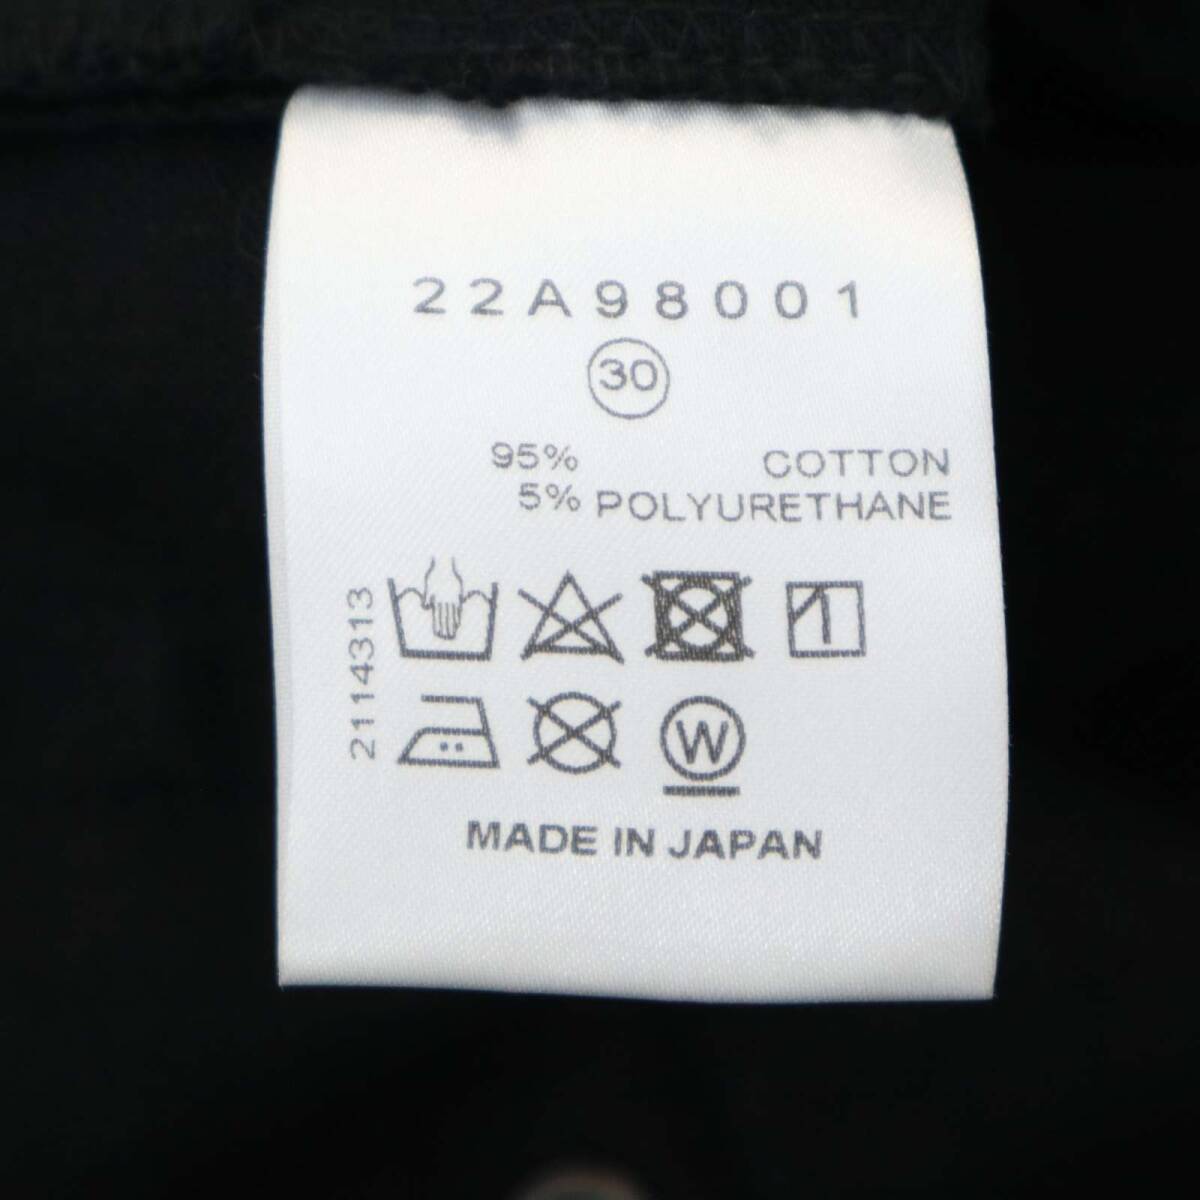 22A98001
30
95% COTTON
5% POLYURETHANE
2114313
W
MADE IN JAPAN